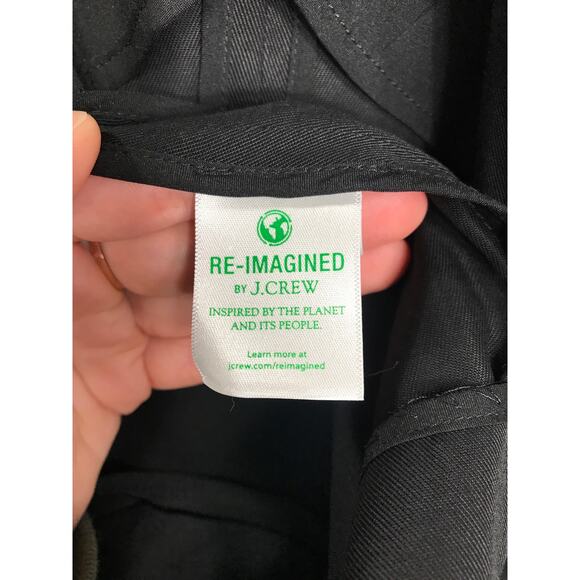 RE-IMAGINED
BY J.CREW
INSPIRED BY THE PLANET
AND ITS PEOPLE.
Learn more at
jcrew.com/reimagined